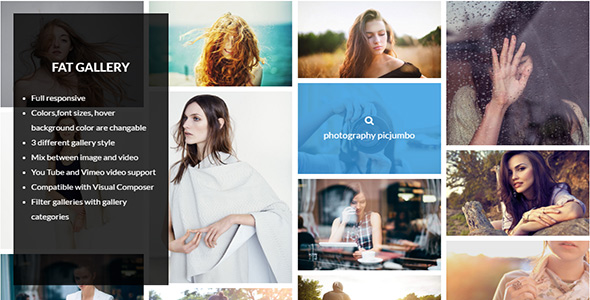 FAT GALLERY
Full responsive
Colors,font sizes, hover
background color are changable
3 different gallery style
Mix between image and video
You Tube and Vimeo video support
Compatible with Visual Composer
Filter galleries with gallery
categories
photography picjumbo